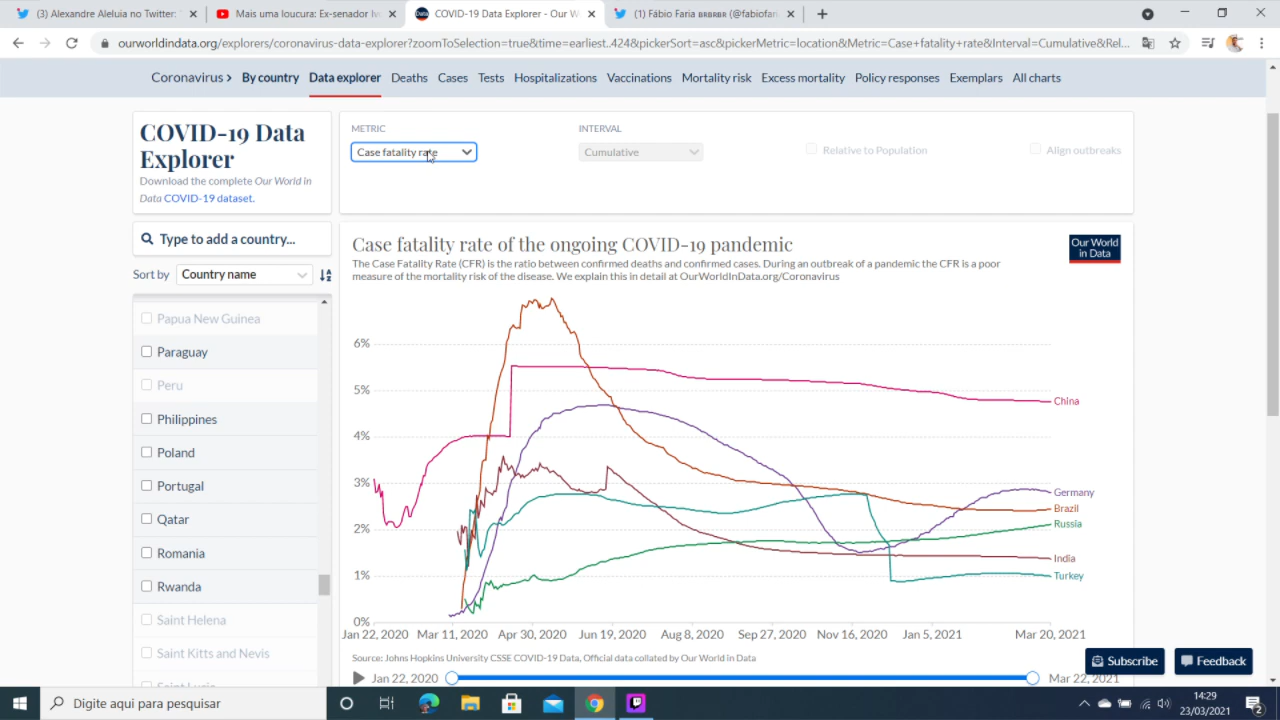 (3) Alexandre Aleluia no Twitter:
Mais uma loucura: Ex-senador Iv
COVID-19 Data Explorer - Our W
(1) Fábio Faria 🇧🇷🇧🇷🇧🇷 (@fabiofari
ourworldindata.org/explorers/coronavirus-data-explorer?zoomToSelection=true&time=earliest..424&pickerSort=asc&pickerMetric=location&Metric=Case+fatality+rate&Interval=Cumulative&Rel...
Coronavirus
By country
Data explorer
Deaths
Cases
Tests
Hospitalizations
Vaccinations
Mortality risk
Excess mortality
Policy responses
Exemplars
All charts
COVID-19 Data
Explorer
Download the complete Our World in
Data COVID-19 dataset.
METRIC
Case fatality rate
INTERVAL
Cumulative
Relative to Population
Align outbreaks
Type to add a country...
Sort by
Country name
Papua New Guinea
Paraguay
Peru
Philippines
Poland
Portugal
Qatar
Romania
Rwanda
Saint Helena
Saint Kitts and Nevis
Saint Lucia
Case fatality rate of the ongoing COVID-19 pandemic
The Case Fatality Rate (CFR) is the ratio between confirmed deaths and confirmed cases. During an outbreak of a pandemic the CFR is a poor
measure of the mortality risk of the disease. We explain this in detail at OurWorldInData.org/Coronavirus
Our World
in Data
6%
5%
4%
3%
2%
1%
0%
China
Germany
Brazil
Russia
India
Turkey
Jan 22, 2020
Mar 11, 2020
Apr 30, 2020
Jun 19, 2020
Aug 8, 2020
Sep 27, 2020
Nov 16, 2020
Jan 5, 2021
Mar 20, 2021
Source: Johns Hopkins University CSSE COVID-19 Data, Official data collated by Our World in Data
Subscribe
Feedback
Jan 22, 2020
Mar 22, 2021
Digite aqui para pesquisar
14:29
23/03/2021
2